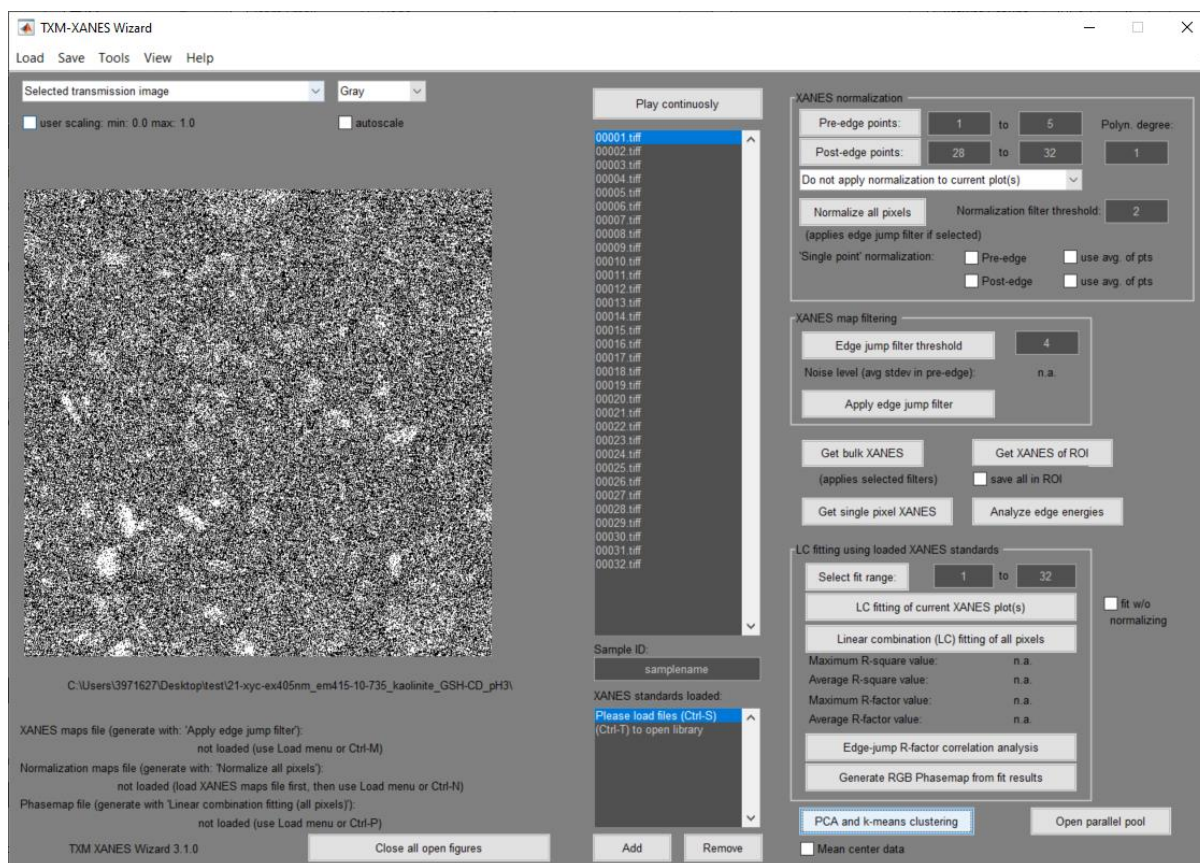 TXM-XANES Wizard
Load Save Tools View Help
Selected transmission image
Gray
user scaling: min: 0.0 max: 1.0
autoscale
C:\Users\3971627\Desktop\test\21-xyc-ex405nm_em415-10-735_kaolinite_GSH-CD_pH3\
XANES maps file (generate with: 'Apply edge jump filter'):
not loaded (use Load menu or Ctrl-M)
Normalization maps file (generate with: 'Normalize all pixels'):
not loaded (load XANES maps file first, then use Load menu or Ctrl-N)
Phasemap file (generate with 'Linear combination fitting (all pixels)'):
not loaded (use Load menu or Ctrl-P)
TXM XANES Wizard 3.1.0
Close all open figures
Play continuosly
00001.tiff
00002.tiff
00003.tiff
00004.tiff
00005.tiff
00006.tiff
00007.tiff
00008.tiff
00009.tiff
00010.tiff
00011.tiff
00012.tiff
00013.tiff
00014.tiff
00015.tiff
00016.tiff
00017.tiff
00018.tiff
00019.tiff
00020.tiff
00021.tiff
00022.tiff
00023.tiff
00024.tiff
00025.tiff
00026.tiff
00027.tiff
00028.tiff
00029.tiff
00030.tiff
00031.tiff
00032.tiff
Sample ID:
samplename
XANES standards loaded:
Please load files (Ctrl-S)
(Ctrl-T) to open library
Add Remove
XANES normalization
Pre-edge points: 1 to 5 Polyn. degree:
Post-edge points: 28 to 32 1
Do not apply normalization to current plot(s)
Normalize all pixels Normalization filter threshold: 2
(applies edge jump filter if selected)
'Single point' normalization: Pre-edge use avg. of pts
Post-edge use avg. of pts
XANES map filtering
Edge jump filter threshold 4
Noise level (avg stdev in pre-edge): n.a.
Apply edge jump filter
Get bulk XANES Get XANES of ROI
(applies selected filters) save all in ROI
Get single pixel XANES Analyze edge energies
LC fitting using loaded XANES standards
Select fit range: 1 to 32
LC fitting of current XANES plot(s)
fit w/o
normalizing
Linear combination (LC) fitting of all pixels
Maximum R-square value: n.a.
Average R-square value: n.a.
Maximum R-factor value: n.a.
Average R-factor value: n.a.
Edge-jump R-factor correlation analysis
Generate RGB Phasemap from fit results
PCA and k-means clustering Open parallel pool
Mean center data